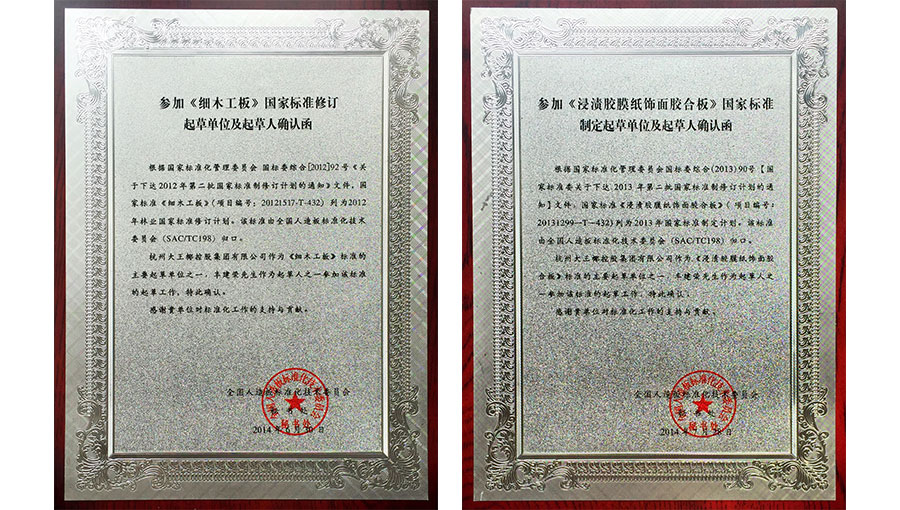 参加《细木工板》国家标准修订
起草单位及起草人确认函
根据国家标准化管理委员会 国标委综合[2012]92号《关
于下达2012年第二批国家标准制修订计划的通知》文件，国
家标准《细木工板》（项目编号：20121517-T-432）列为2012
年林业国家标准修订计划。该标准由全国人造板标准化技术
委员会（SAC/TC198）归口。
杭州大王椰控股集团有限公司作为《细木工板》标准的
主要起草单位之一，丰建荣先生作为起草人之一参加该标准
的起草工作，特此确认。
感谢贵单位对标准化工作的支持与贡献。
全国人造板标准化技术委员会
秘书处
参加《浸渍胶膜纸饰面胶合板》国家标准
制定起草单位及起草人确认函
根据国家标准化管理委员会国标委综合(2013)90号【国
家标准委关于下达2013年第二批国家标准制修订计划的通
知】文件，国家标准《浸渍胶膜纸饰面胶合板》（项目编号：
20131299—T—432)列为2013年国家标准制定计划。该标准
由全国人造板标准化技术委员会（SAC/TC198）归口。
杭州大王椰控股集团有限公司作为《浸渍胶膜纸饰面胶
合板》标准的主要起草单位之一，丰建荣先生作为起草人之
一参加该标准的起草工作，特此确认。
感谢贵单位对标准化工作的支持与贡献。
全国人造板标准化技术委员会
秘书处